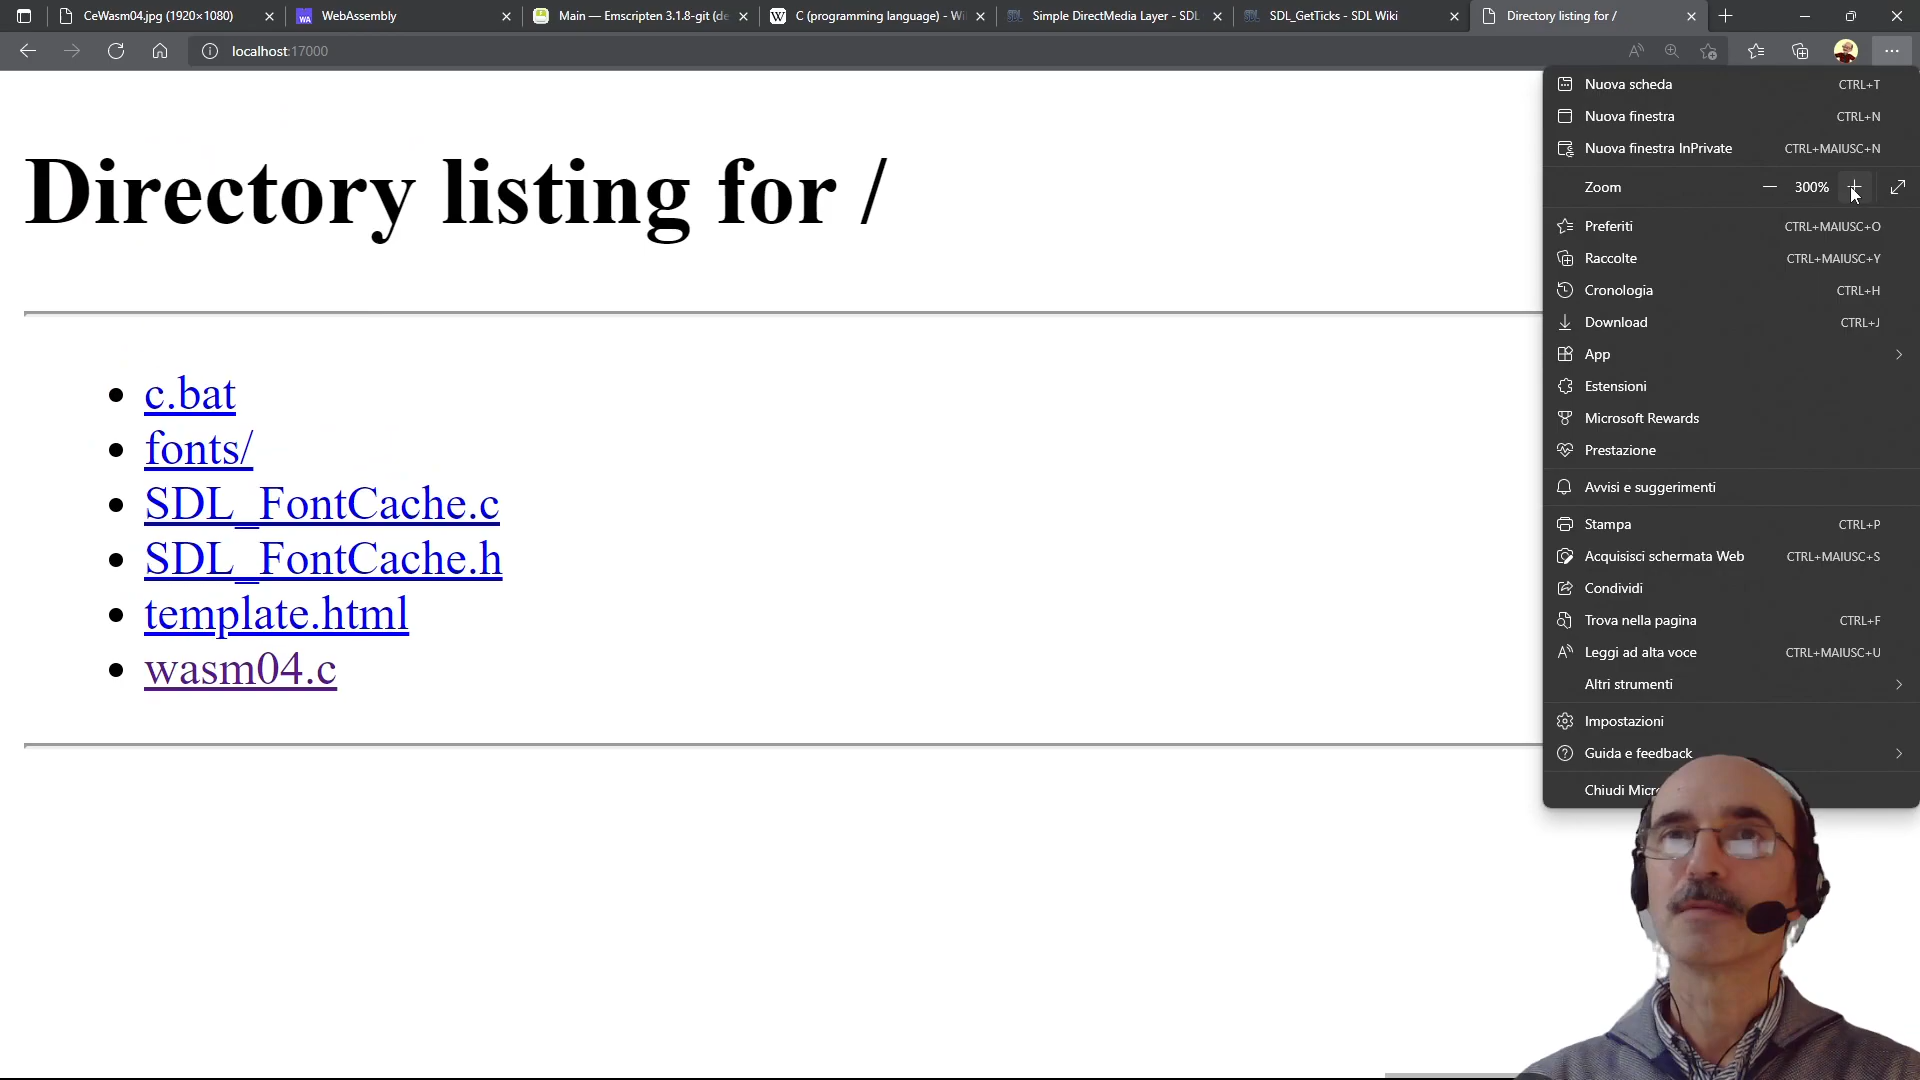 CeWasm04.jpg (1920×1080)
WebAssembly
Main — Emscripten 3.1.8-git (de
C (programming language) - Wi
Simple DirectMedia Layer - SDL
SDL_GetTicks - SDL Wiki
Directory listing for /
localhost:17000
Nuova scheda CTRL+T
Nuova finestra CTRL+N
Nuova finestra InPrivate CTRL+MAIUSC+N
Zoom 300%
Preferiti CTRL+MAIUSC+O
Raccolte CTRL+MAIUSC+Y
Cronologia CTRL+H
Download CTRL+J
App
Estensioni
Microsoft Rewards
Prestazione
Avvisi e suggerimenti
Stampa CTRL+P
Acquisisci schermata Web CTRL+MAIUSC+S
Condividi
Trova nella pagina CTRL+F
Leggi ad alta voce CTRL+MAIUSC+U
Altri strumenti
Impostazioni
Guida e feedback
Chiudi Micr
Directory listing for /
c.bat
fonts/
SDL_FontCache.c
SDL_FontCache.h
template.html
wasm04.c